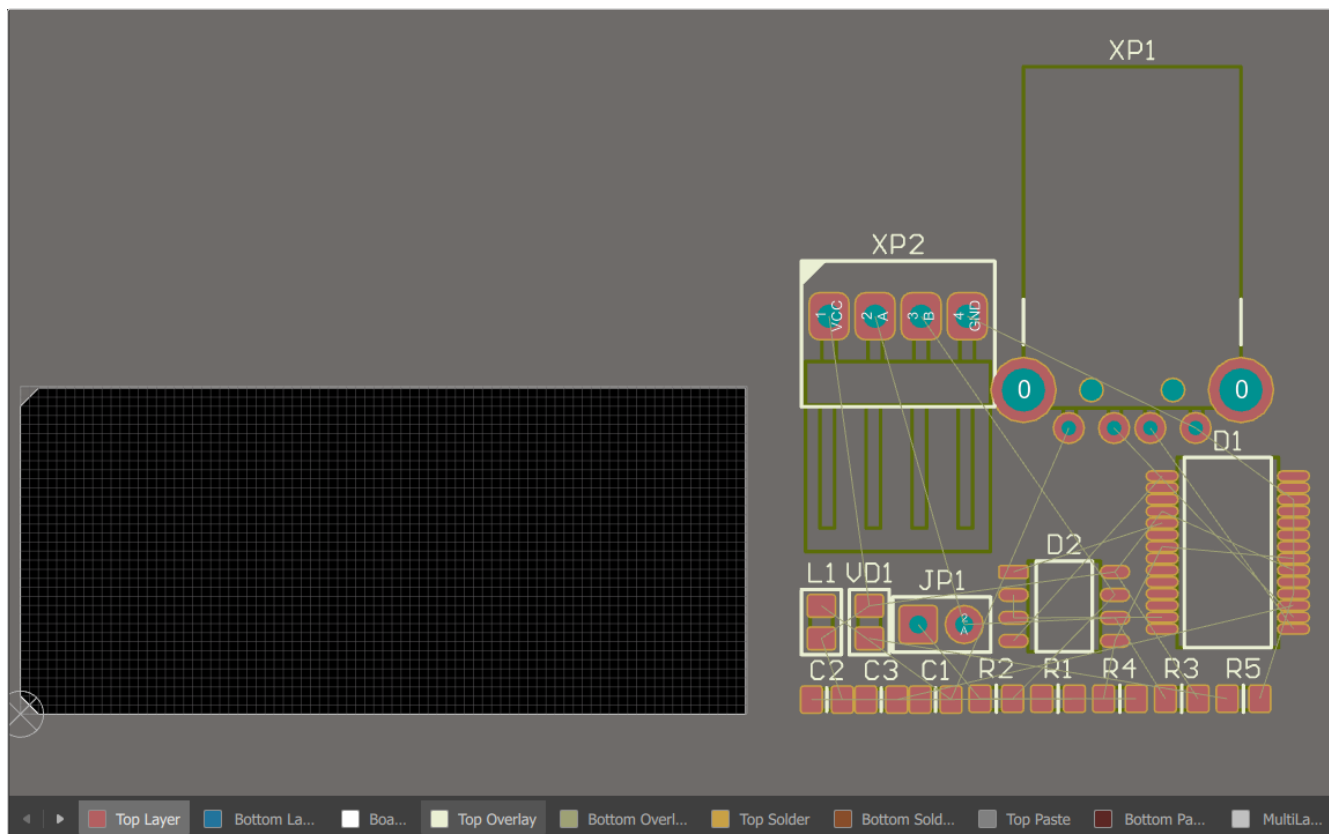 XP1
XP2
1 VCC
2 A
3 B
4 GND
0
0
D1
D2
L1 VD1
JP1
2 A
C2 C3 C1 R2 R1 R4 R3 R5
Top Layer Bottom La... Boa... Top Overlay Bottom Overl... Top Solder Bottom Sold... Top Paste Bottom Pa... MultiLa...